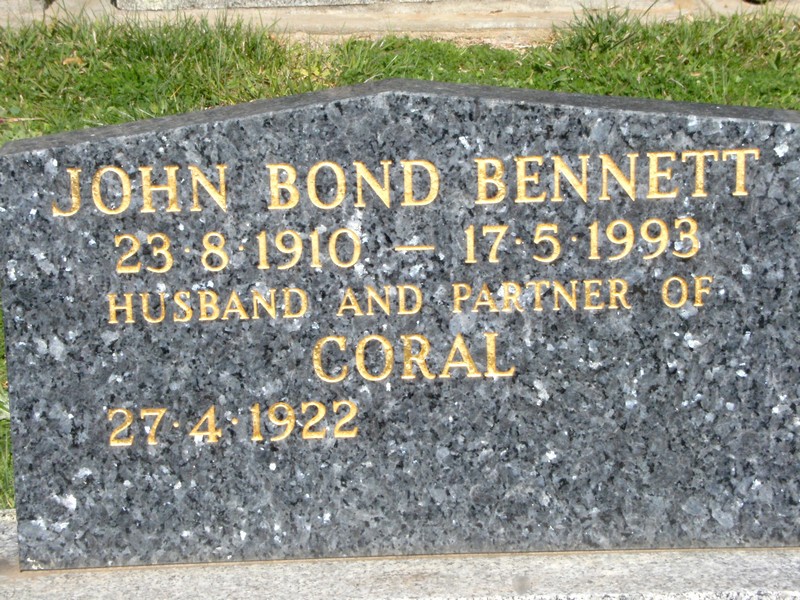 JOHN BOND BENNETT
23·8·1910 — 17·5·1993
HUSBAND AND PARTNER OF
CORAL
27·4·1922